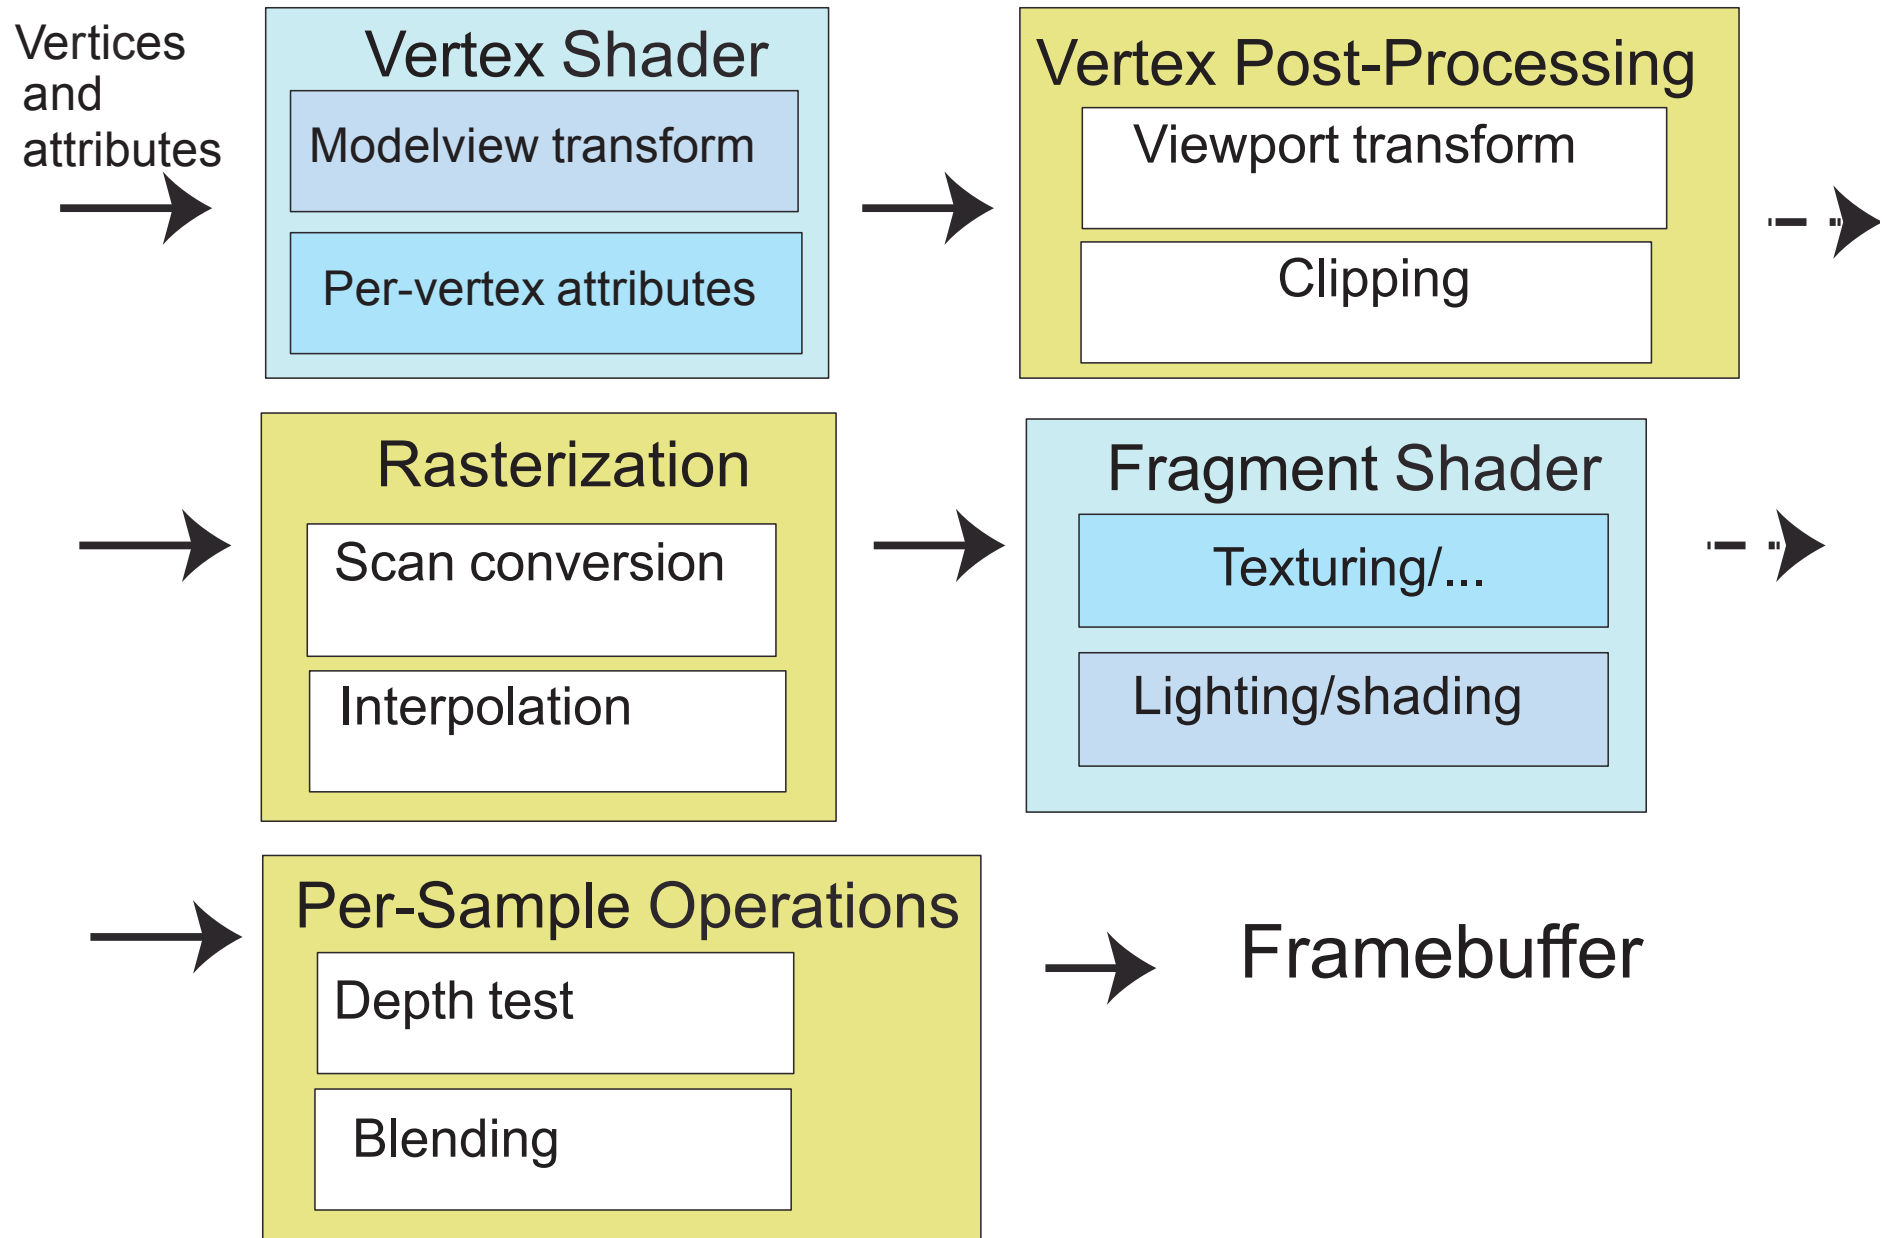 Vertices
and
attributes
Vertex Shader
Modelview transform
Per-vertex attributes
Vertex Post-Processing
Viewport transform
Clipping
Rasterization
Scan conversion
Interpolation
Fragment Shader
Texturing/...
Lighting/shading
Per-Sample Operations
Depth test
Blending
Framebuffer